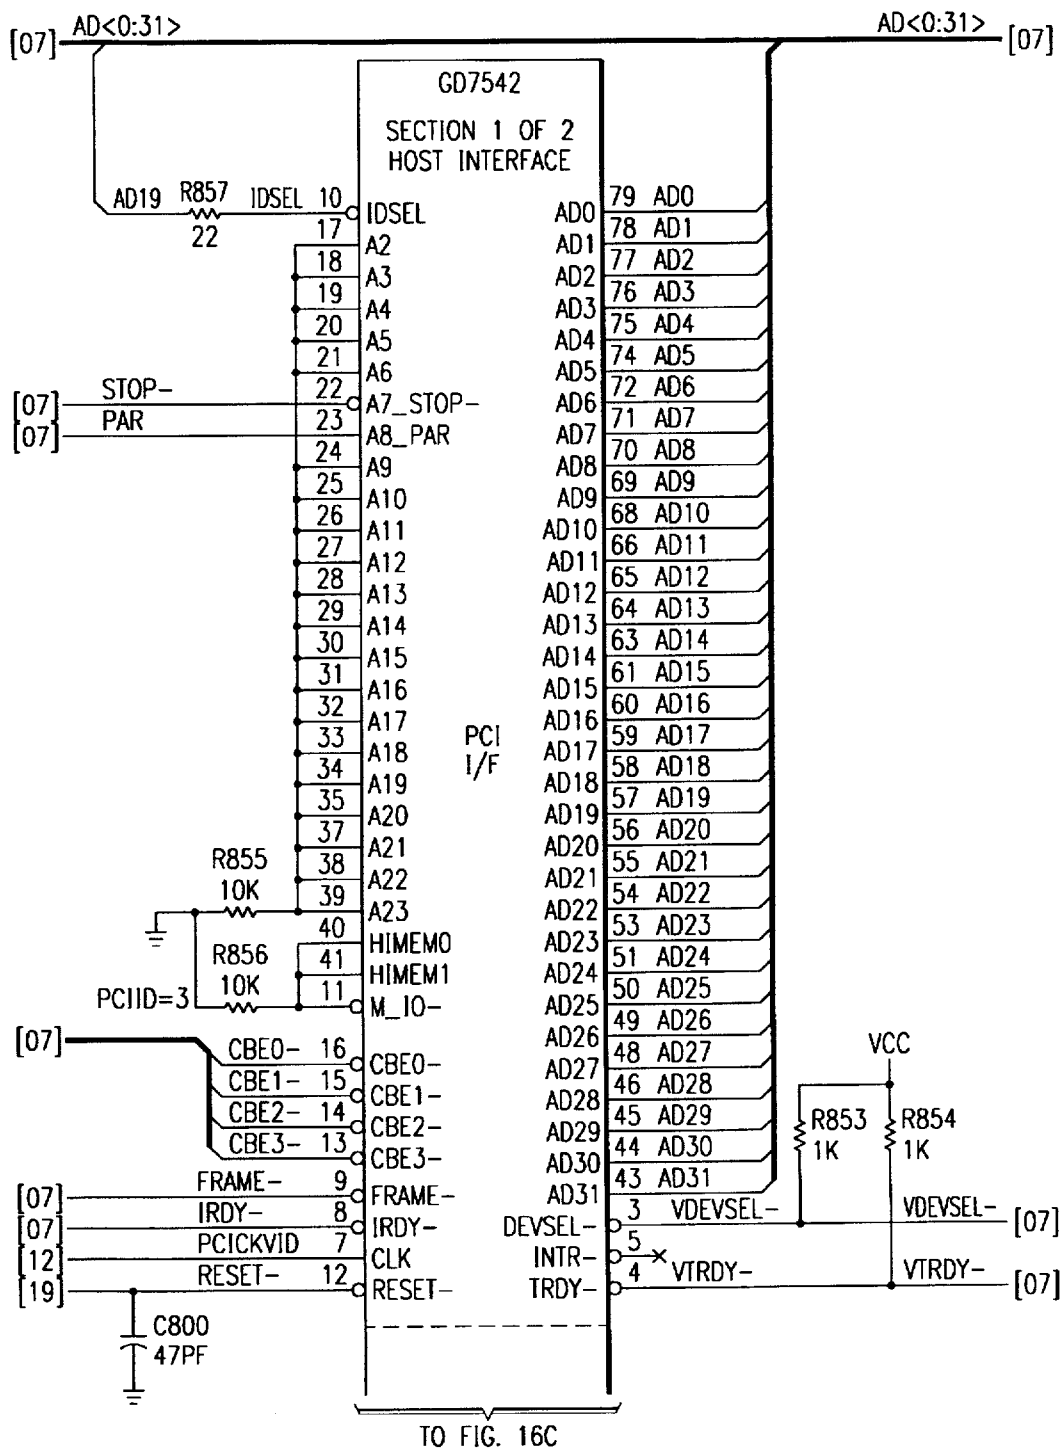 AD<0:31> AD<0:31>
[07] [07]
GD7542
SECTION 1 OF 2
HOST INTERFACE
AD19 R857 IDSEL 10 IDSEL
22
AD0 79 AD0
17 A2 AD1 78 AD1
18 A3 AD2 77 AD2
19 A4 AD3 76 AD3
20 A5 AD4 75 AD4
21 A6 AD5 74 AD5
[07] STOP- 22 A7_STOP- AD6 72 AD6
[07] PAR 23 A8_PAR AD7 71 AD7
24 A9 AD8 70 AD8
25 A10 AD9 69 AD9
26 A11 AD10 68 AD10
27 A12 AD11 66 AD11
28 A13 AD12 65 AD12
29 A14 AD13 64 AD13
30 A15 AD14 63 AD14
31 A16 AD15 61 AD15
32 A17 AD16 60 AD16
PCI
I/F
33 A18 AD17 59 AD17
34 A19 AD18 58 AD18
35 A20 AD19 57 AD19
37 A21 AD20 56 AD20
38 A22 AD21 55 AD21
R855
10K
39 A23 AD22 54 AD22
40 HIMEM0 AD23 53 AD23
R856
10K
41 HIMEM1 AD24 51 AD24
PCIID=3 11 M_IO- AD25 50 AD25
[07]
AD26 49 AD26
CBE0- 16 CBE0- AD27 48 AD27
CBE1- 15 CBE1- AD28 46 AD28
CBE2- 14 CBE2- AD29 45 AD29
CBE3- 13 CBE3- AD30 44 AD30
AD31 43 AD31
VCC
R853
1K
R854
1K
[07] FRAME- 9 FRAME-
[07] IRDY- 8 IRDY- DEVSEL- 3 VDEVSEL- VDEVSEL- [07]
[12] PCICKVID 7 CLK INTR- 5
[19] RESET- 12 RESET- TRDY- 4 VTRDY- VTRDY- [07]
C800
47PF
TO FIG. 16C